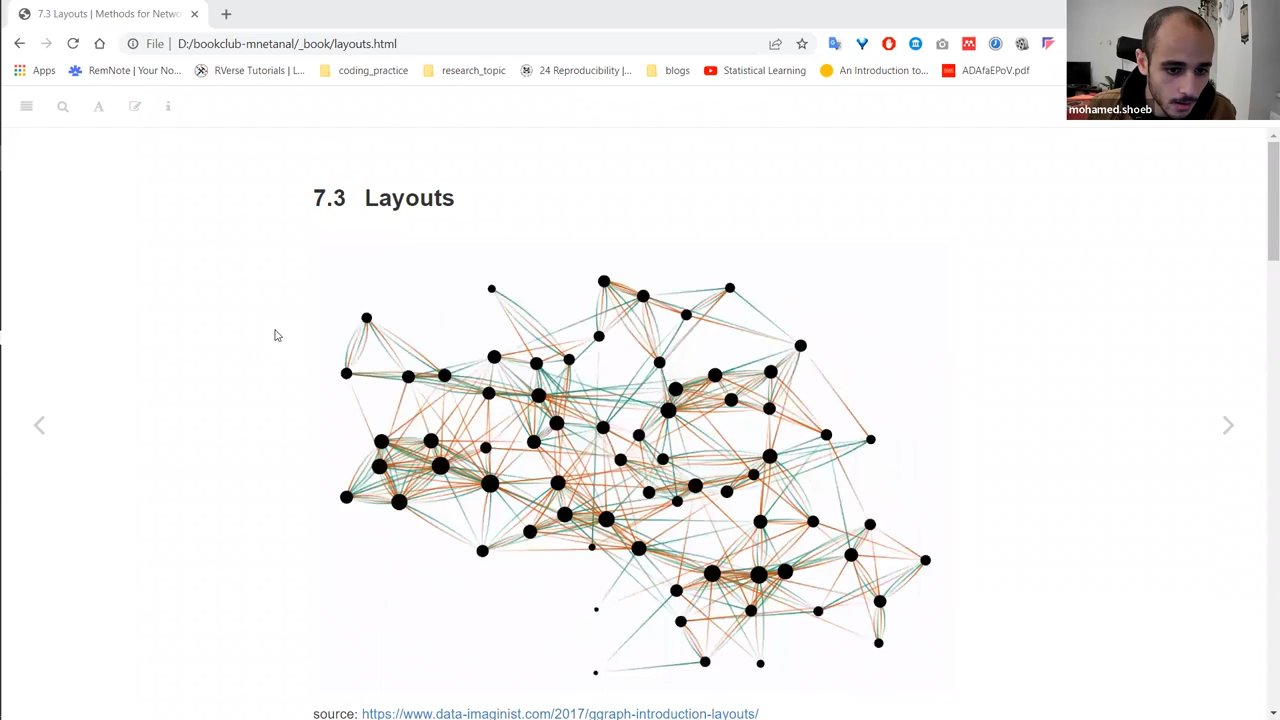 7.3 Layouts | Methods for Netwo
File | D:/bookclub-mnetanal/_book/layouts.html
Apps RemNote | Your No... RVerse Tutorials | L... coding_practice research_topic 24 Reproducibility |... blogs Statistical Learning An Introduction to... ADAfaEPoV.pdf
mohamed.shoeb
7.3 Layouts
source: https://www.data-imaginist.com/2017/ggraph-introduction-layouts/